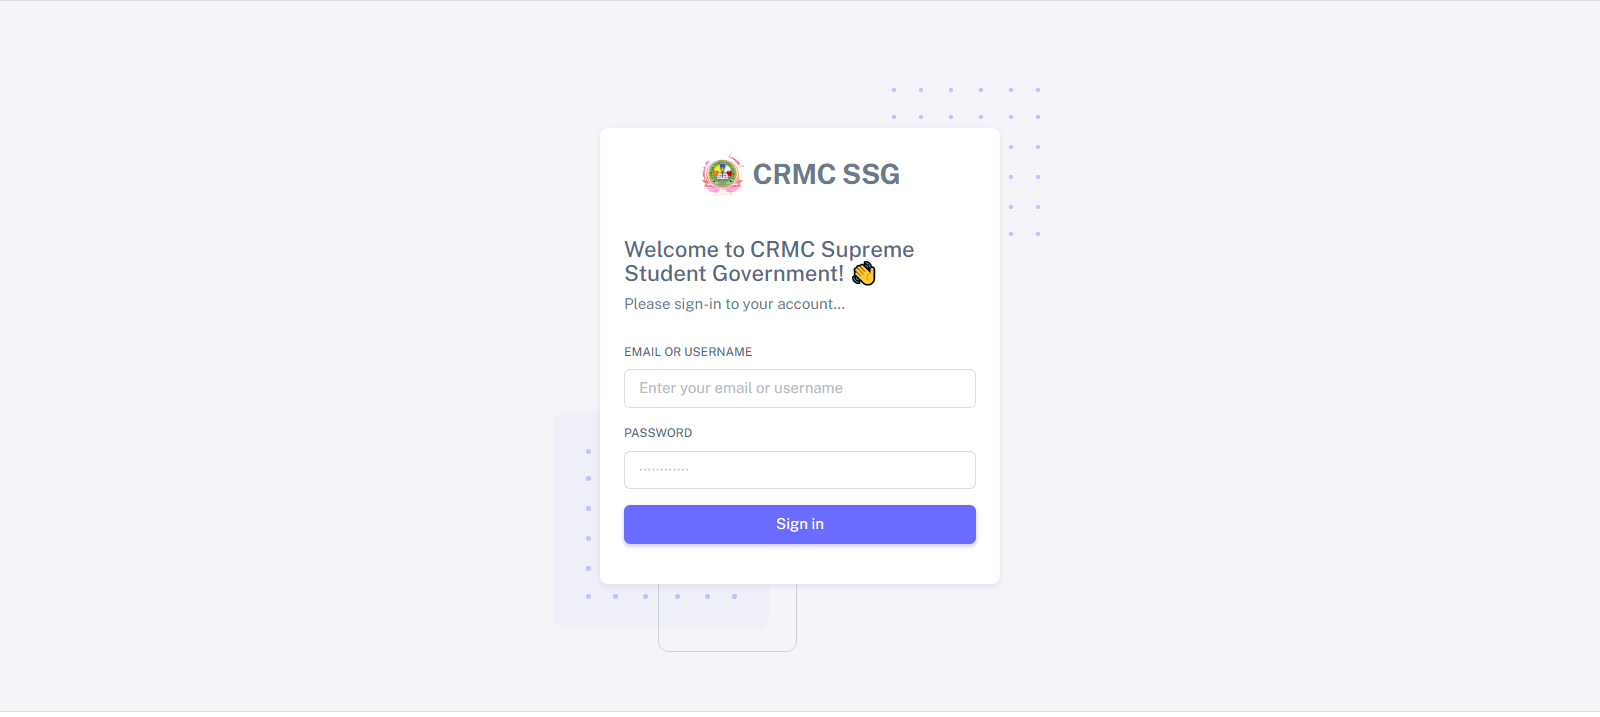 CRMC SSG
Welcome to CRMC Supreme
Student Government! 👋
Please sign-in to your account...
EMAIL OR USERNAME
Enter your email or username
PASSWORD
············
Sign in